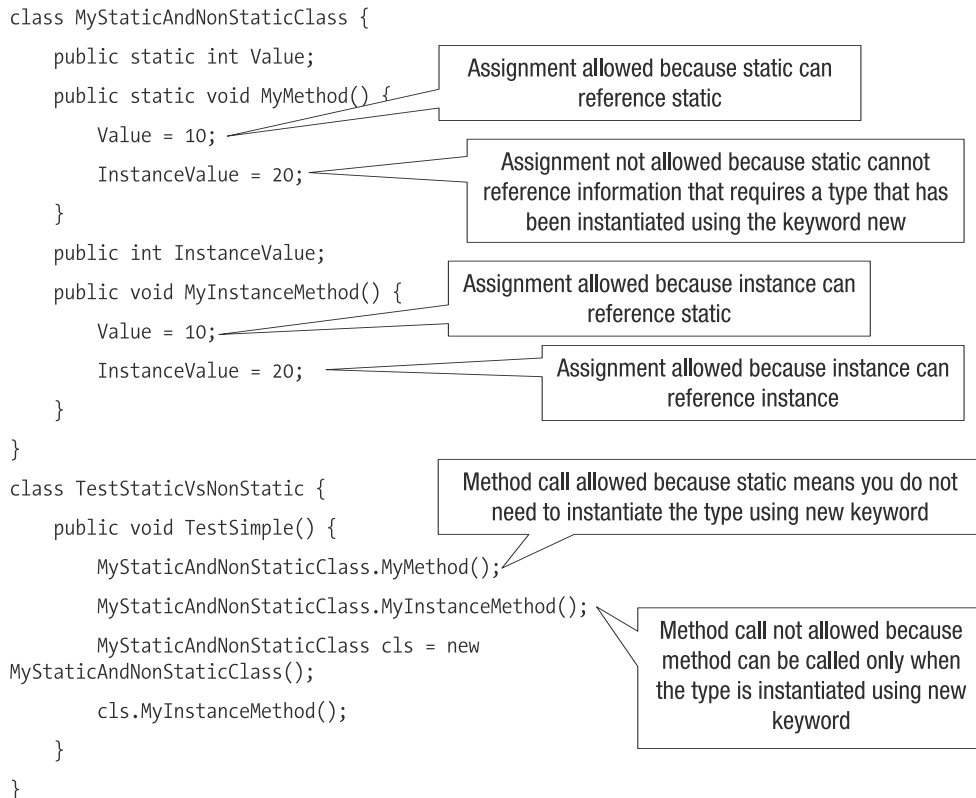 class MyStaticAndNonStaticClass {
public static int Value;
public static void MyMethod() {
Assignment allowed because static can
reference static
Value = 10;
InstanceValue = 20;
Assignment not allowed because static cannot
reference information that requires a type that has
been instantiated using the keyword new
}
public int InstanceValue;
public void MyInstanceMethod() {
Assignment allowed because instance can
reference static
Value = 10;
InstanceValue = 20;
Assignment allowed because instance can
reference instance
}
}
class TestStaticVsNonStatic {
Method call allowed because static means you do not
need to instantiate the type using new keyword
public void TestSimple() {
MyStaticAndNonStaticClass.MyMethod();
MyStaticAndNonStaticClass.MyInstanceMethod();
Method call not allowed because
method can be called only when
the type is instantiated using new
keyword
MyStaticAndNonStaticClass cls = new
MyStaticAndNonStaticClass();
cls.MyInstanceMethod();
}
}